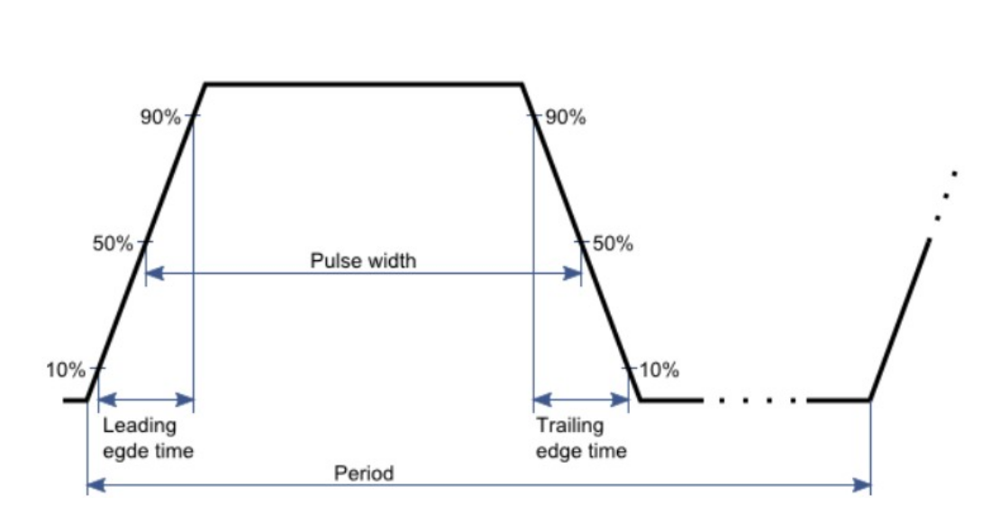 90%
90%
50%
50%
Pulse width
10%
10%
Leading
egde time
Trailing
edge time
Period